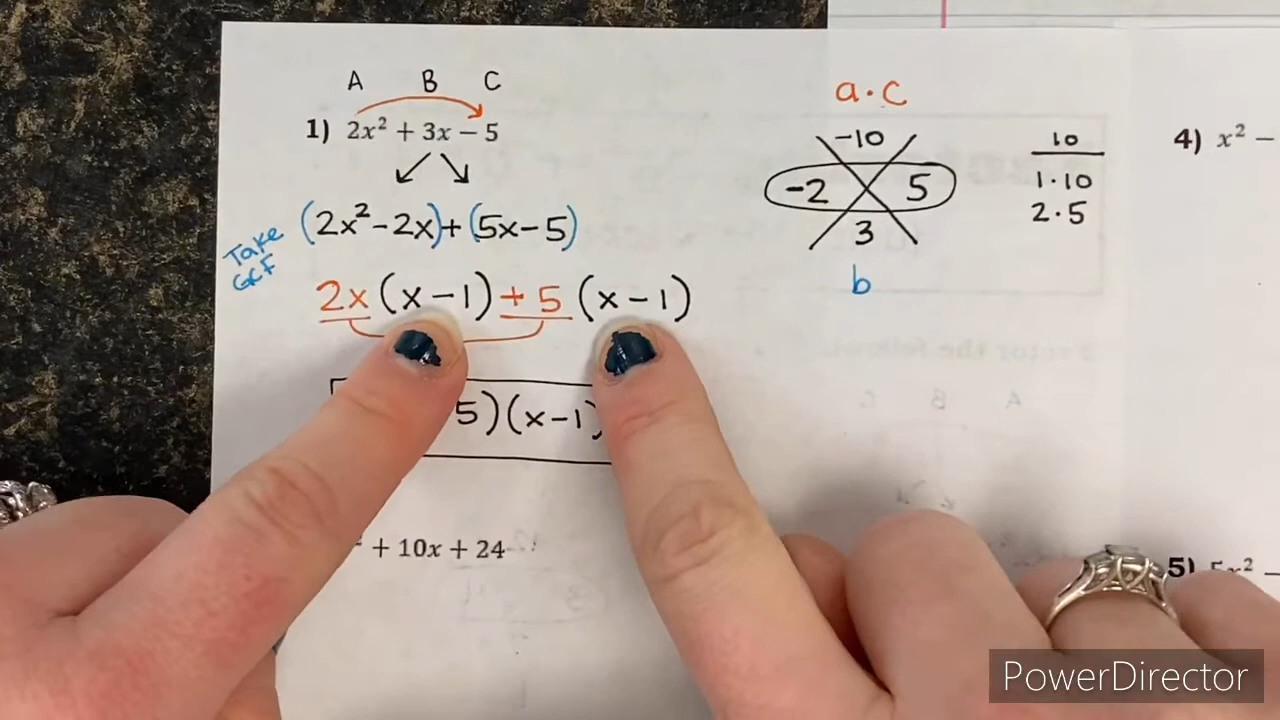 A B C
1) 2x² + 3x − 5
(2x² − 2x) + (5x − 5)
Take
GCF
2x (x − 1) + 5 (x − 1)
5)(x − 1)
+ 10x + 24
a · c
−10
−2 5
3
b
10
1 · 10
2 · 5
4) x² −
5) 5x² −
PowerDirector